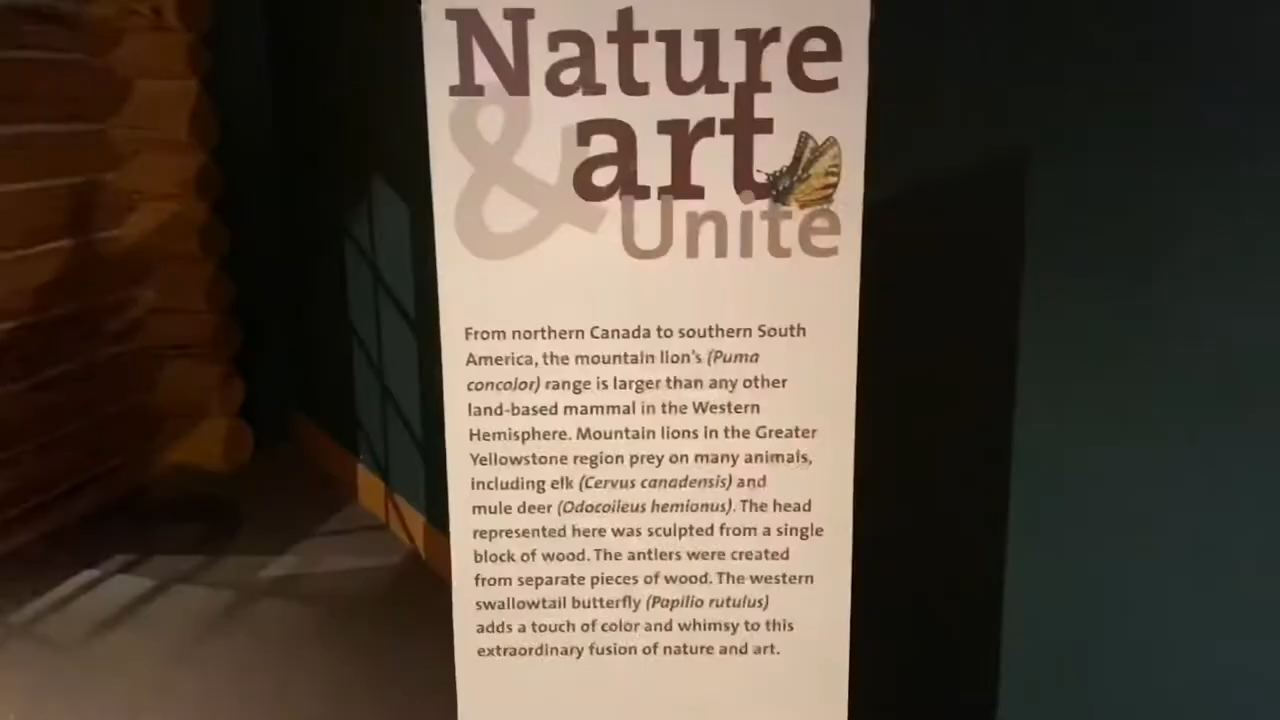 Nature
& art
Unite
From northern Canada to southern South
America, the mountain lion's (Puma
concolor) range is larger than any other
land-based mammal in the Western
Hemisphere. Mountain lions in the Greater
Yellowstone region prey on many animals,
including elk (Cervus canadensis) and
mule deer (Odocoileus hemionus). The head
represented here was sculpted from a single
block of wood. The antlers were created
from separate pieces of wood. The western
swallowtail butterfly (Papilio rutulus)
adds a touch of color and whimsy to this
extraordinary fusion of nature and art.